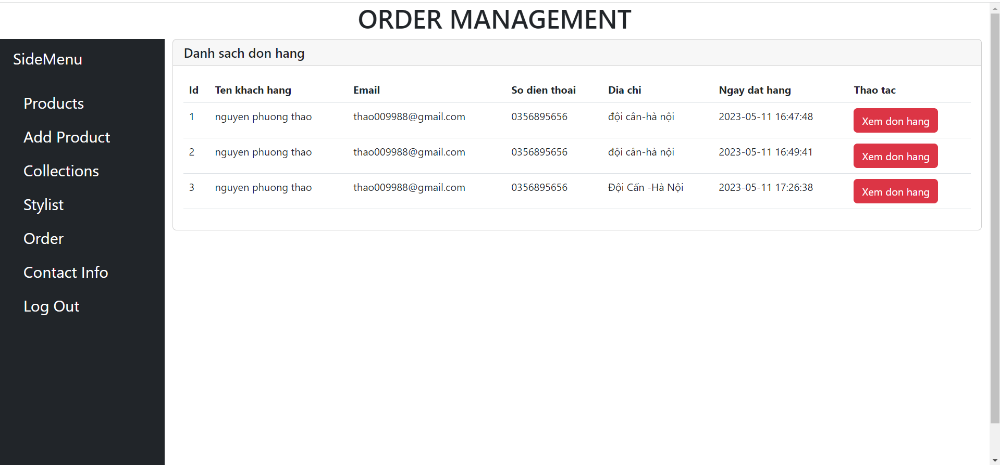 ORDER MANAGEMENT
SideMenu
Products
Add Product
Collections
Stylist
Order
Contact Info
Log Out
Danh sach don hang
Id Ten khach hang Email So dien thoai Dia chi Ngay dat hang Thao tac
1 nguyen phuong thao thao009988@gmail.com 0356895656 đội cân-hà nội 2023-05-11 16:47:48 Xem don hang
2 nguyen phuong thao thao009988@gmail.com 0356895656 đội cân-hà nội 2023-05-11 16:49:41 Xem don hang
3 nguyen phuong thao thao009988@gmail.com 0356895656 Đội Cấn -Hà Nội 2023-05-11 17:26:38 Xem don hang